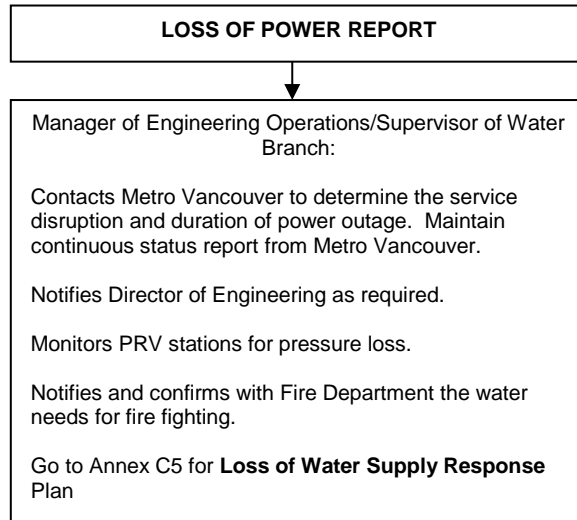 LOSS OF POWER REPORT
Manager of Engineering Operations/Supervisor of Water
Branch:
Contacts Metro Vancouver to determine the service
disruption and duration of power outage.  Maintain
continuous status report from Metro Vancouver.
Notifies Director of Engineering as required.
Monitors PRV stations for pressure loss.
Notifies and confirms with Fire Department the water
needs for fire fighting.
Go to Annex C5 for Loss of Water Supply Response
Plan